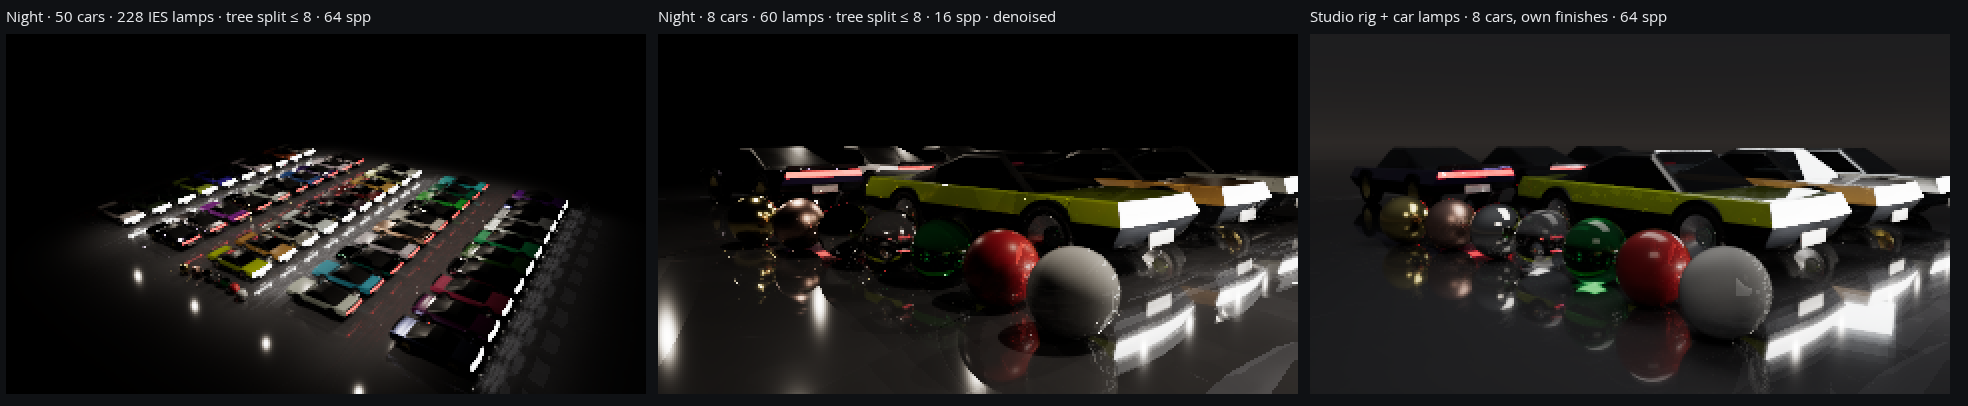 Night · 50 cars · 228 IES lamps · tree split ≤ 8 · 64 spp
Night · 8 cars · 60 lamps · tree split ≤ 8 · 16 spp · denoised
Studio rig + car lamps · 8 cars, own finishes · 64 spp